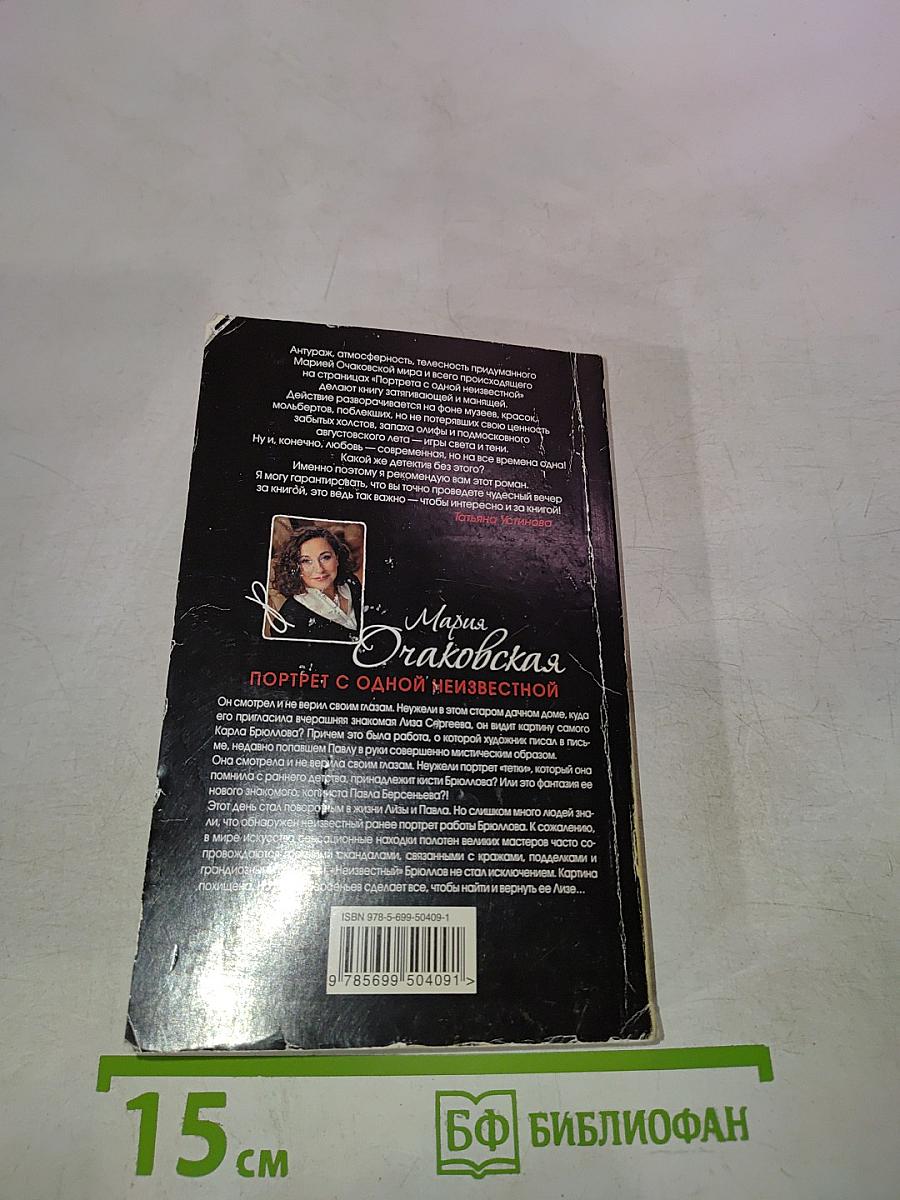 Антураж, атмосферность, телесность придуманного
Марией Очаковской мира и всего происходящего
на страницах «Портрета с одной неизвестной»
делают книгу затягивающей и манящей.
Действие разворачивается на фоне музеев, красок,
мольбертов, поблекших, но не потерявших свою ценность
забытых холстов, запаха олифы и подмосковного
августовского лета — игры света и тени.
Ну и, конечно, любовь — современная, но на все времена одна!
Какой же детектив без этого?
Именно поэтому я рекомендую вам этот роман.
Я могу гарантировать, что вы точно проведете чудесный вечер
за книгой, это ведь так важно — чтобы интересно и за книгой!
Татьяна Устинова
Мария
Очаковская
ПОРТРЕТ С ОДНОЙ НЕИЗВЕСТНОЙ
Он смотрел и не верил своим глазам. Неужели в этом старом дачном доме, куда
его пригласила вчерашняя знакомая Лиза Сергеева, он видит картину самого
Карла Брюллова? Причем это была работа, о которой художник писал в пись-
ме, недавно попавшем Павлу в руки совершенно мистическим образом.
Она смотрела и не верила своим глазам. Неужели портрет «тетки», который она
помнила с раннего детства, принадлежит кисти Брюллова? Или это фантазия ее
нового знакомого, копииста Павла Берсеньева?!
Этот день стал поворотным в жизни Лизы и Павла. Но слишком много людей зна-
ли, что обнаружен неизвестный ранее портрет работы Брюллова. К сожалению,
в мире искусства сенсационные находки полотен великих мастеров часто со-
провождаются скандалами, связанными с кражами, подделками и
«Неизвестный» Брюллов не стал исключением. Картина
похищена, Берсеньев сделает все, чтобы найти и вернуть ее Лизе...
ISBN 978-5-699-50409-1
9 785699 504091 >
15 см
БФ БИБЛИОФАН